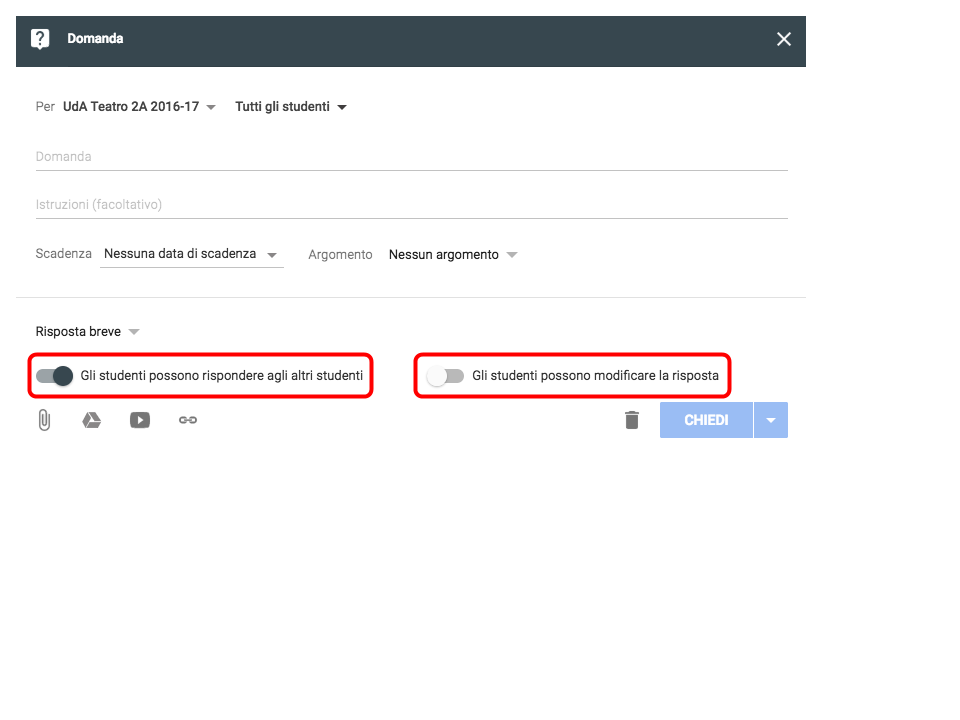 Domanda
Per UdA Teatro 2A 2016-17 Tutti gli studenti
Domanda
Istruzioni (facoltativo)
Scadenza Nessuna data di scadenza Argomento Nessun argomento
Risposta breve
Gli studenti possono rispondere agli altri studenti Gli studenti possono modificare la risposta
CHIEDI